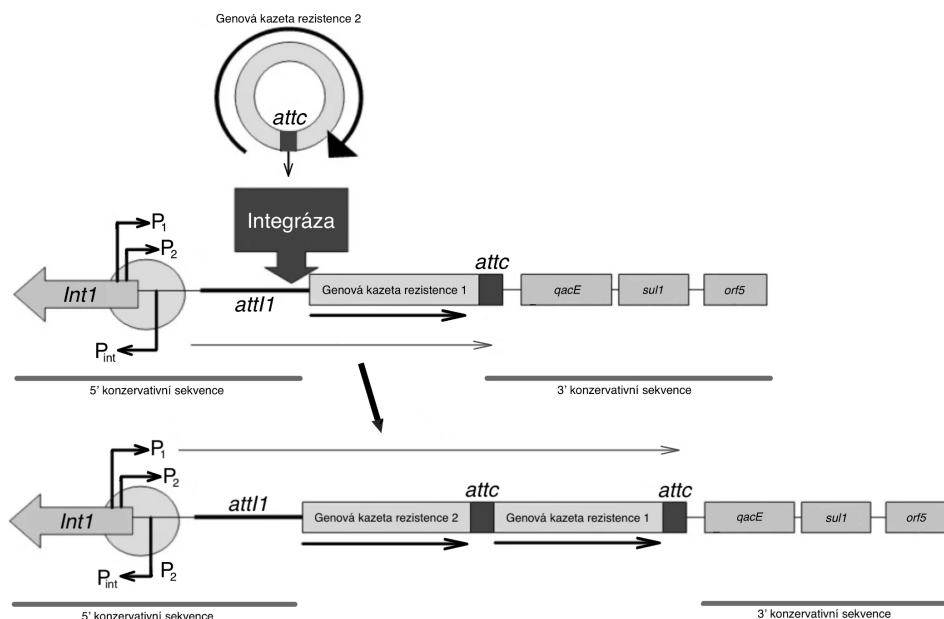 Genová kazeta rezistence 2
attc
Integráza
P1
P2
attc
Int1
attI1
Genová kazeta rezistence 1
qacE
sul1
orf5
Pint
5' konzervativní sekvence
3' konzervativní sekvence
P1
P2
attc
attc
Int1
attI1
Genová kazeta rezistence 2
Genová kazeta rezistence 1
qacE
sul1
orf5
Pint
P2
5' konzervativní sekvence
3' konzervativní sekvence